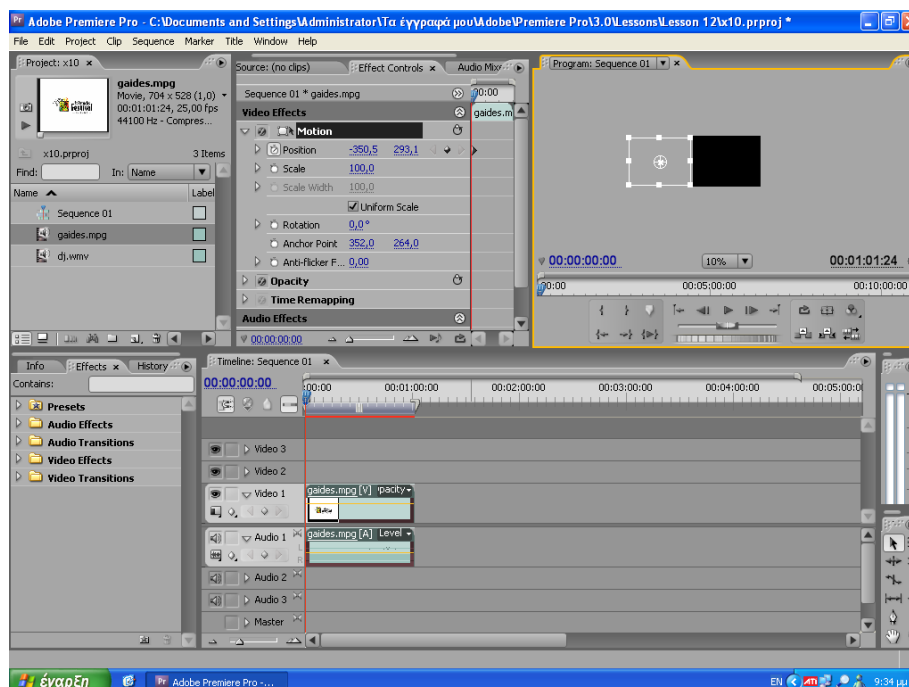 Adobe Premiere Pro - C:\Documents and Settings\Administrator\Τα έγγραφά μου\Adobe\Premiere Pro\3.0\Lessons\Lesson 12\x10.prproj *
File Edit Project Clip Sequence Marker Title Window Help
Project: x10
gaides.mpg
Movie, 704 x 528 (1,0)
00:01:01:24, 25,00 fps
44100 Hz - Compres...
x10.prproj 3 Items
Find: In: Name
Name Label
Sequence 01
gaides.mpg
dj.wmv
Source: (no clips) Effect Controls Audio Mix
Sequence 01 * gaides.mpg 00:00
Video Effects gaides.m
Motion
Position -350,5 293,1
Scale 100,0
Scale Width 100,0
Uniform Scale
Rotation 0,0°
Anchor Point 352,0 264,0
Anti-flicker F... 0,00
Opacity
Time Remapping
Audio Effects
00:00:00:00
Program: Sequence 01
00:00:00:00 10% 00:01:01:24
00:00 00:05:00:00 00:10:00:00
Info Effects History
Contains:
Presets
Audio Effects
Audio Transitions
Video Effects
Video Transitions
Timeline: Sequence 01
00:00:00:00 :00:00 00:01:00:00 00:02:00:00 00:03:00:00 00:04:00:00 00:05:00:0
Video 3
Video 2
Video 1 gaides.mpg [V] pacity
Audio 1 gaides.mpg [A] Level
Audio 2
Audio 3
Master
έναρξη Adobe Premiere Pro -... EN 9:34 μμ